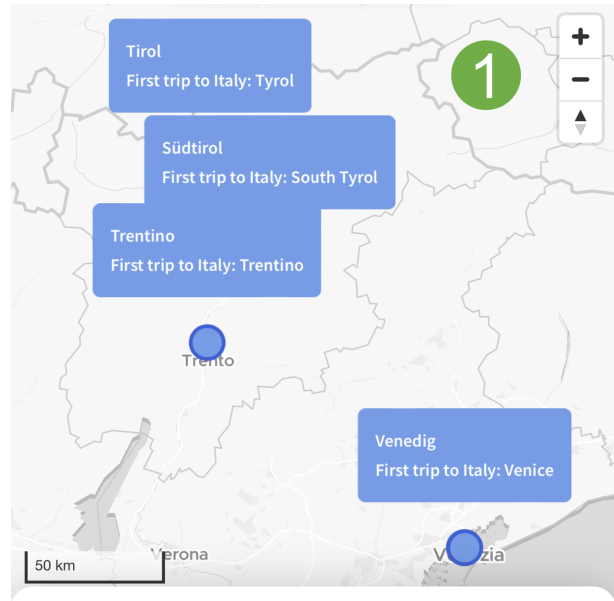 Tirol
First trip to Italy: Tyrol
1
+
−
Südtirol
First trip to Italy: South Tyrol
Trentino
First trip to Italy: Trentino
Trento
Venedig
First trip to Italy: Venice
Verona
Venezia
50 km